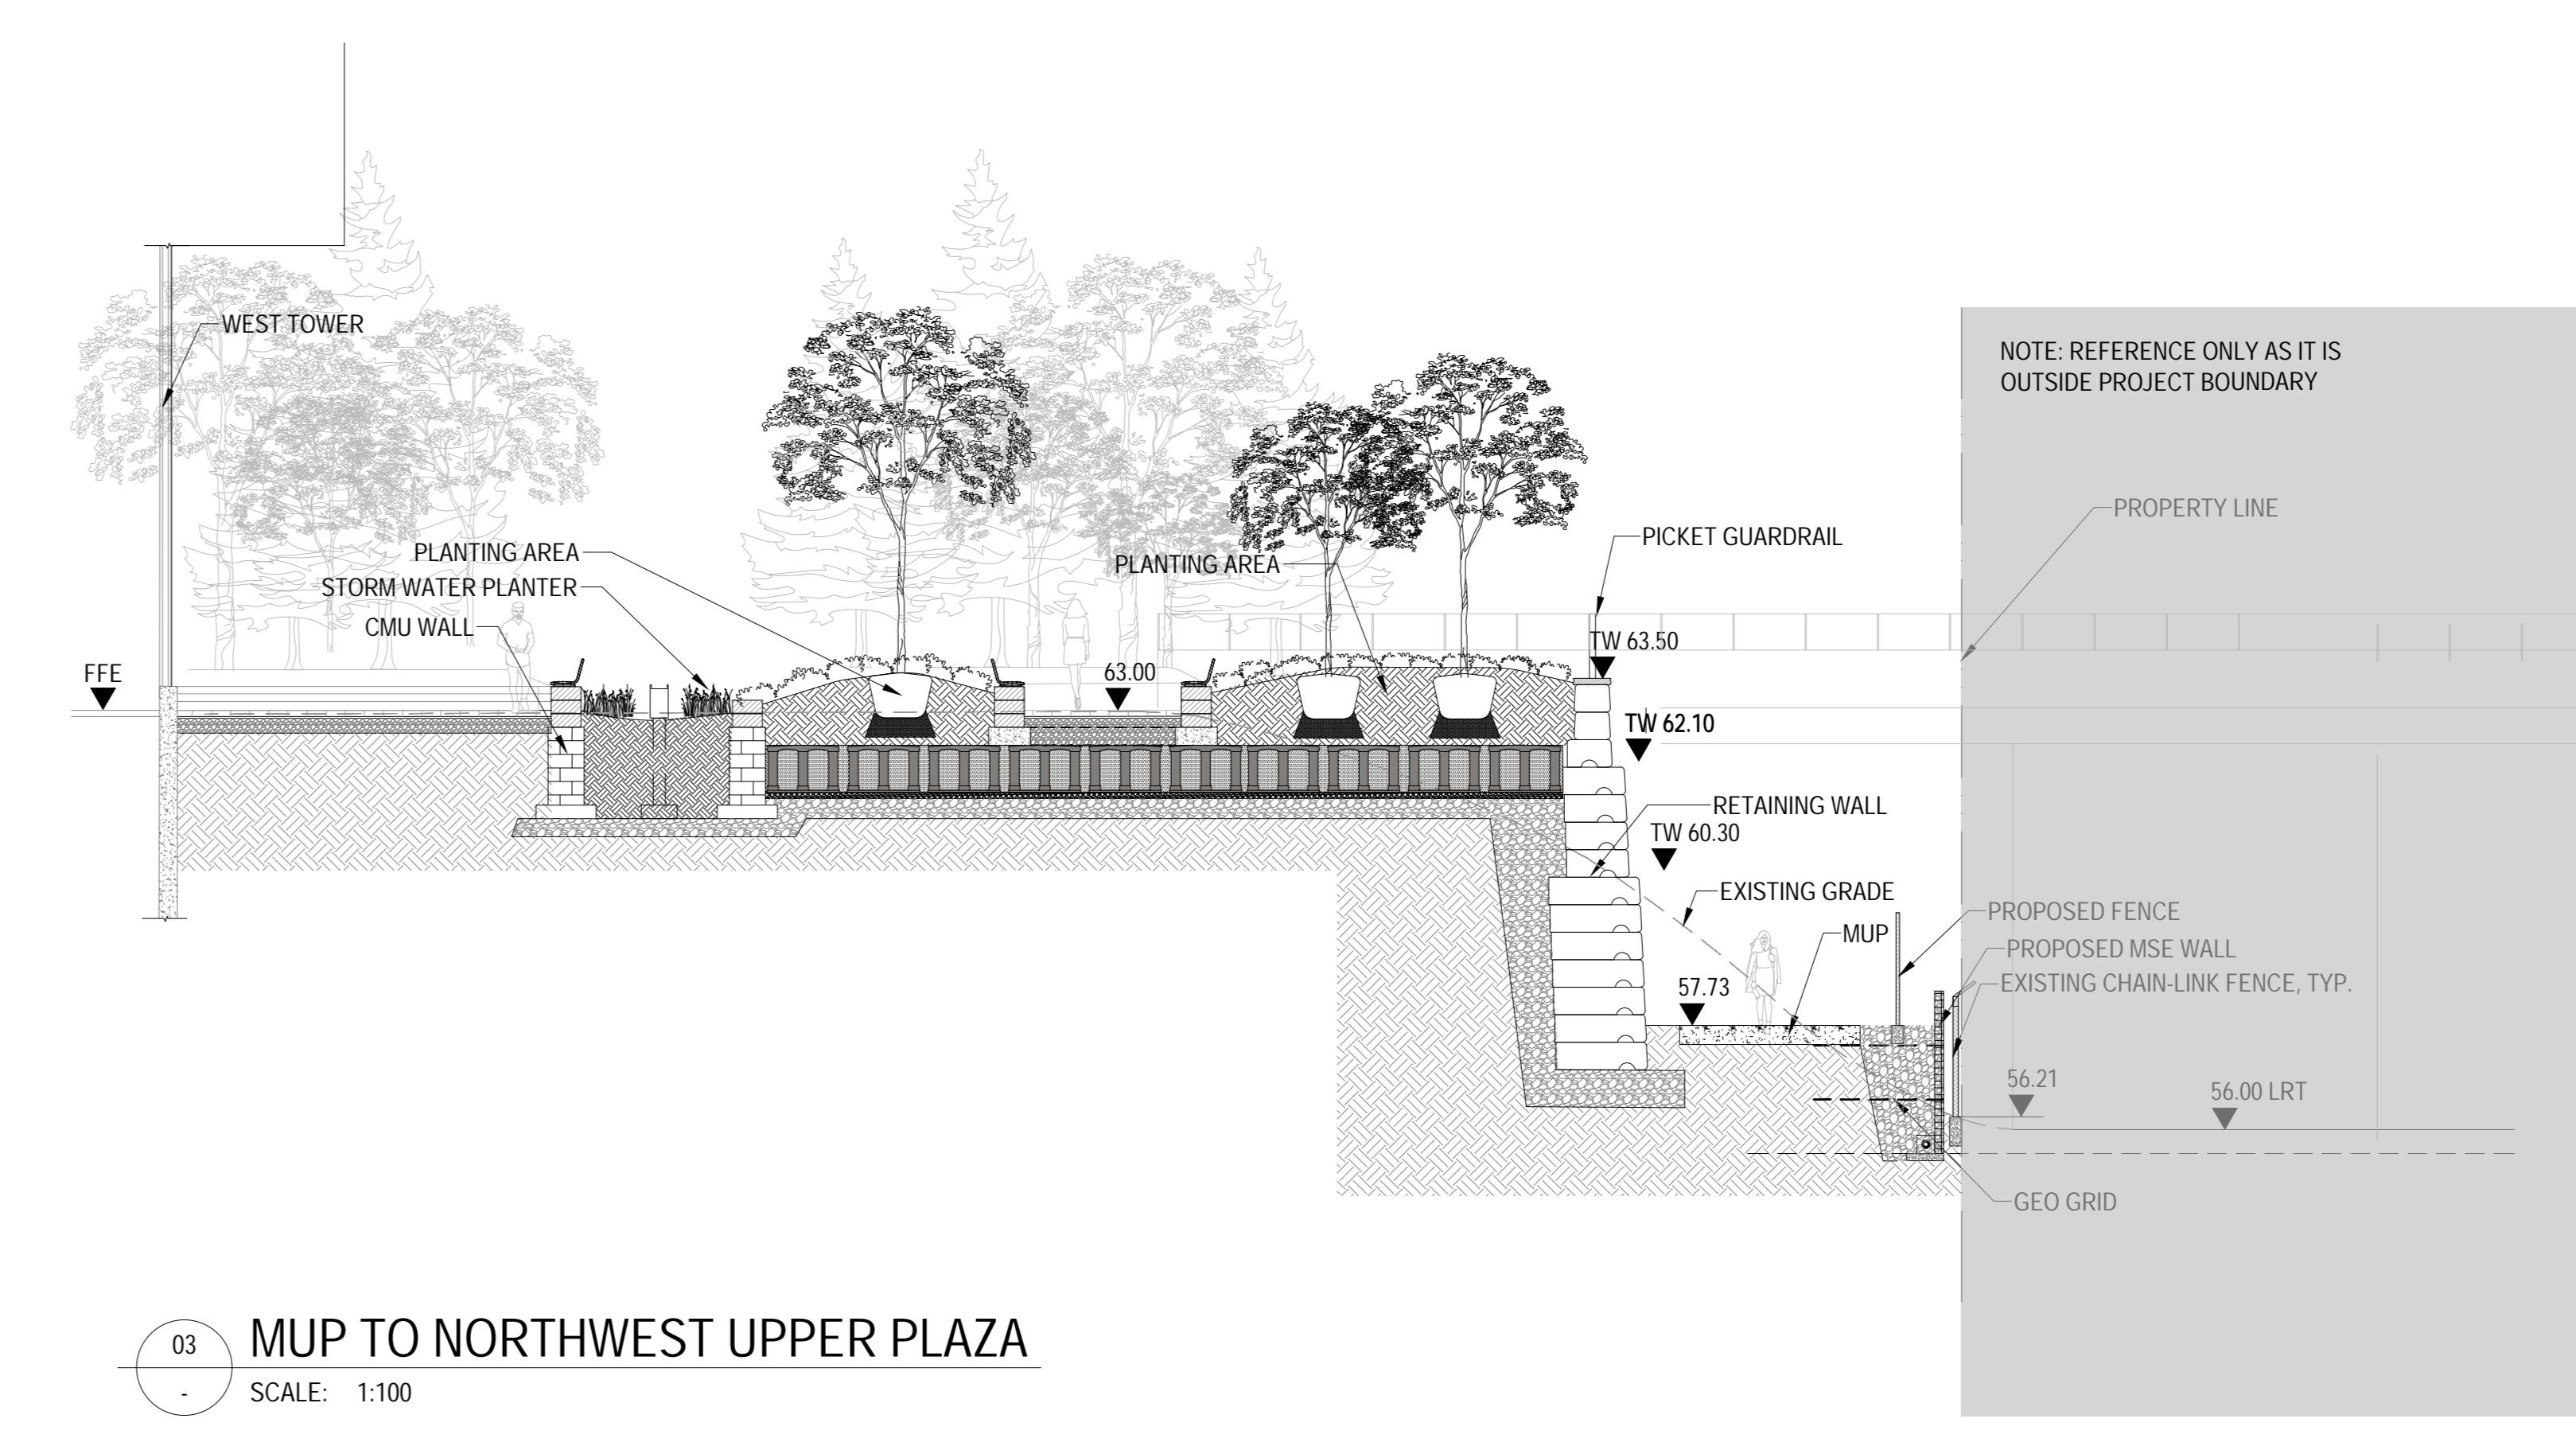 NOTE: REFERENCE ONLY AS IT IS
OUTSIDE PROJECT BOUNDARY
WEST TOWER
PROPERTY LINE
PICKET GUARDRAIL
PLANTING AREA
PLANTING AREA
STORM WATER PLANTER
CMU WALL
TW 63.50
FFE
63.00
TW 62.10
RETAINING WALL
TW 60.30
EXISTING GRADE
PROPOSED FENCE
MUP
PROPOSED MSE WALL
EXISTING CHAIN-LINK FENCE, TYP.
57.73
56.21
56.00 LRT
GEO GRID
03
-
MUP TO NORTHWEST UPPER PLAZA
SCALE: 1:100